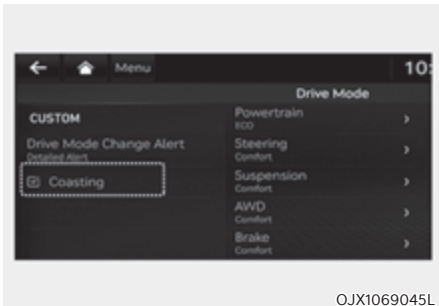 Menu
10:
Drive Mode
CUSTOM
Drive Mode Change Alert
Detailed Alert
Coasting
Powertrain
ECO
Steering
Comfort
Suspension
Comfort
AWD
Comfort
Brake
Comfort
OJX1069045L